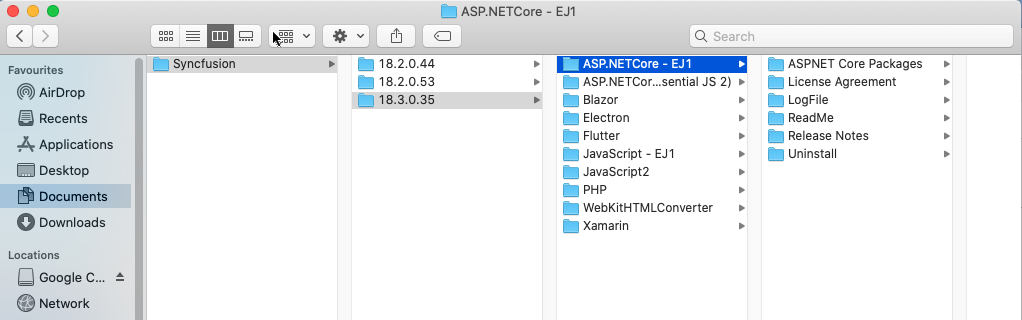 ASP.NETCore - EJ1
Search
Favourites
AirDrop
Recents
Applications
Desktop
Documents
Downloads
Locations
Google C...
Network
Syncfusion
18.2.0.44
18.2.0.53
18.3.0.35
ASP.NETCore - EJ1
ASP.NETCor...sential JS 2)
Blazor
Electron
Flutter
JavaScript - EJ1
JavaScript2
PHP
WebKitHTMLConverter
Xamarin
ASPNET Core Packages
License Agreement
LogFile
ReadMe
Release Notes
Uninstall